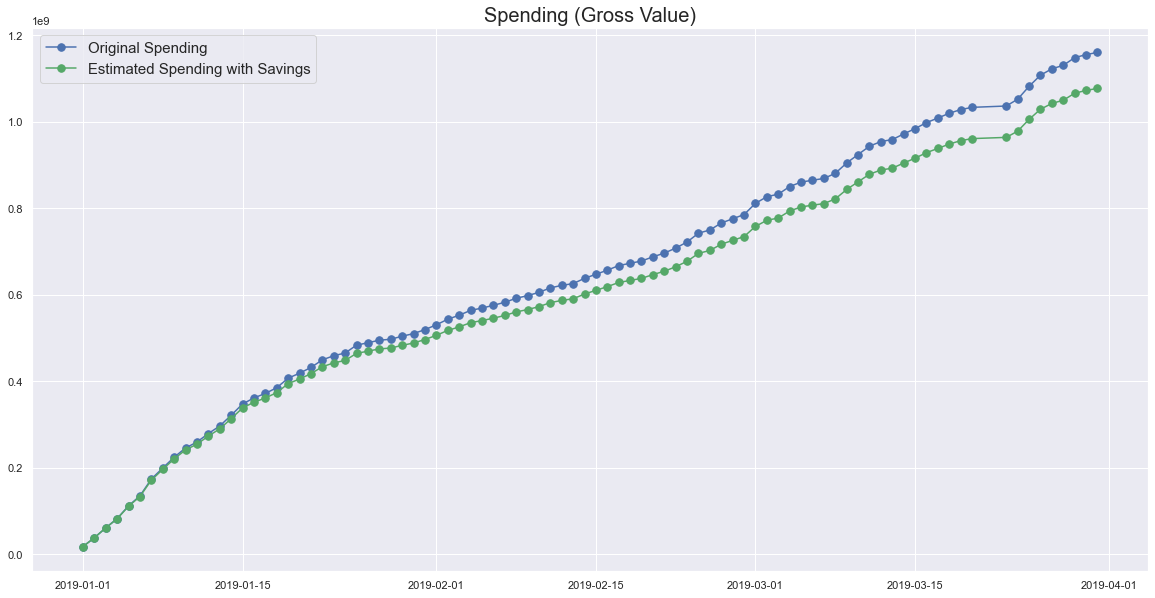 Spending (Gross Value)
1e9
Original Spending
Estimated Spending with Savings
1.2
1.0
0.8
0.6
0.4
0.2
0.0
2019-01-01 2019-01-15 2019-02-01 2019-02-15 2019-03-01 2019-03-15 2019-04-01